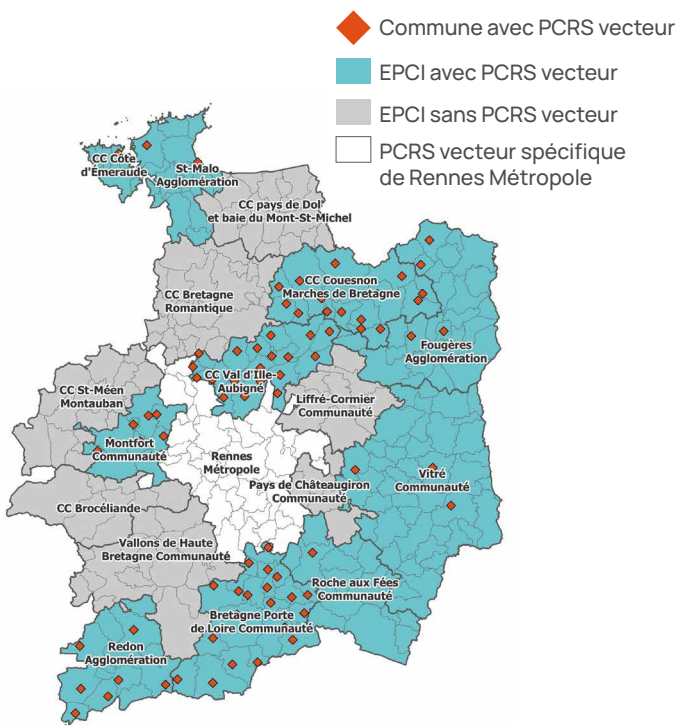 Commune avec PCRS vecteur
EPCI avec PCRS vecteur
EPCI sans PCRS vecteur
PCRS vecteur spécifique
de Rennes Métropole
CC Côte
d'Émeraude
St-Malo
Agglomération
CC pays de Dol
et baie du Mont-St-Michel
CC Couesnon
Marches de Bretagne
CC Bretagne
Romantique
Fougères
Agglomération
CC Val d'Ille-
Aubigné
CC St-Méen
Montauban
Liffré-Cormier
Communauté
Montfort
Communauté
Rennes
Métropole
Vitré
Communauté
Pays de Châteaugiron
Communauté
CC Brocéliande
Vallons de Haute
Bretagne Communauté
Roche aux Fées
Communauté
Bretagne Porte
de Loire Communauté
Redon
Agglomération